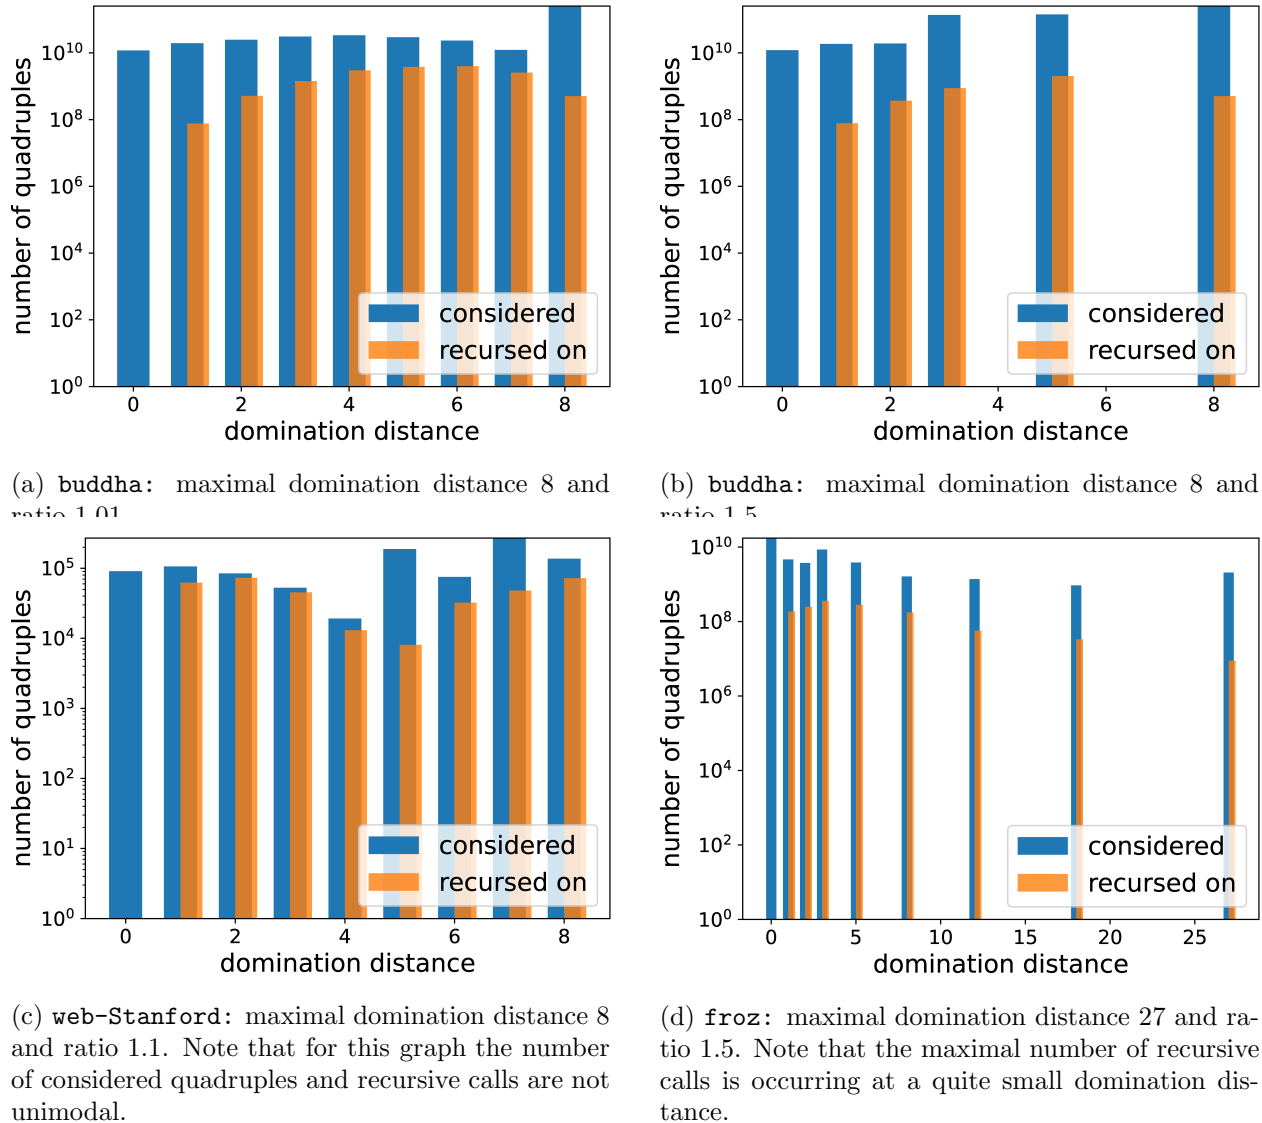 number of quadruples
10^10
10^8
10^6
10^4
10^2
10^0
considered
recursed on
0 2 4 6 8
domination distance
(a) buddha: maximal domination distance 8 and
ratio 1.01
number of quadruples
10^10
10^8
10^6
10^4
10^2
10^0
considered
recursed on
0 2 4 6 8
domination distance
(b) buddha: maximal domination distance 8 and
ratio 1.5
number of quadruples
10^5
10^4
10^3
10^2
10^1
10^0
considered
recursed on
0 2 4 6 8
domination distance
(c) web-Stanford: maximal domination distance 8
and ratio 1.1. Note that for this graph the number
of considered quadruples and recursive calls are not
unimodal.
number of quadruples
10^10
10^8
10^6
10^4
10^2
10^0
considered
recursed on
0 5 10 15 20 25
domination distance
(d) froz: maximal domination distance 27 and ra-
tio 1.5. Note that the maximal number of recursive
calls is occurring at a quite small domination dis-
tance.